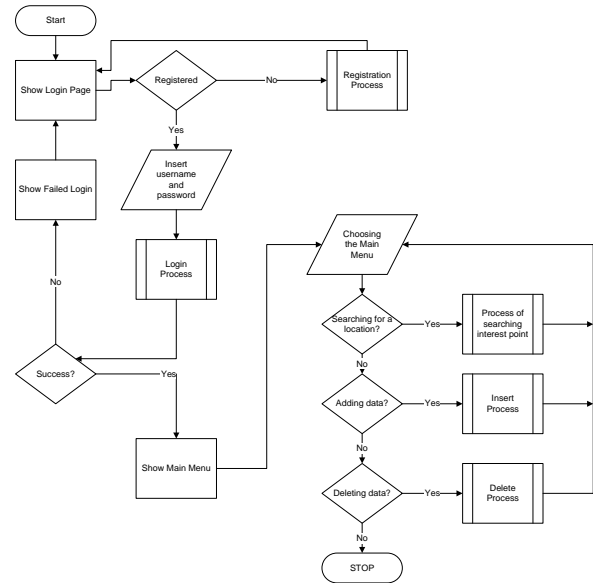 Start
Show Login Page
Registered
No
Registration
Process
Yes
Insert
username
and
password
Show Failed Login
Login
Process
No
Success?
Yes
Show Main Menu
Choosing
the Main
Menu
Searching for a
location?
Yes
Process of
searching
interest point
No
Adding data?
Yes
Insert
Process
No
Deleting data?
Yes
Delete
Process
No
STOP